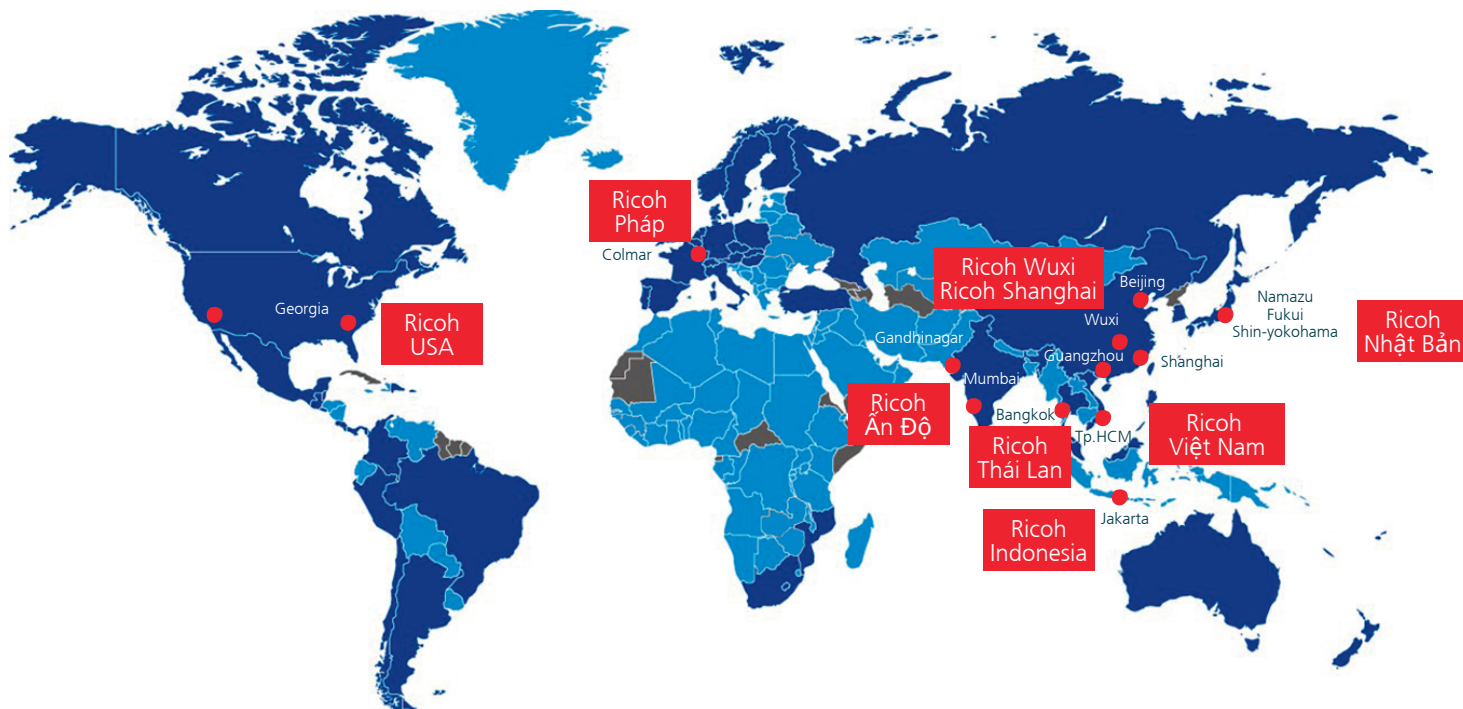 Ricoh
Pháp
Colmar
Georgia
Ricoh
USA
Ricoh Wuxi
Ricoh Shanghai
Beijing
Wuxi
Guangzhou
Shanghai
Namazu
Fukui
Shin-yokohama
Ricoh
Nhật Bản
Gandhinagar
Mumbai
Ricoh
Ấn Độ
Bangkok
Ricoh
Thái Lan
Tp.HCM
Ricoh
Việt Nam
Jakarta
Ricoh
Indonesia